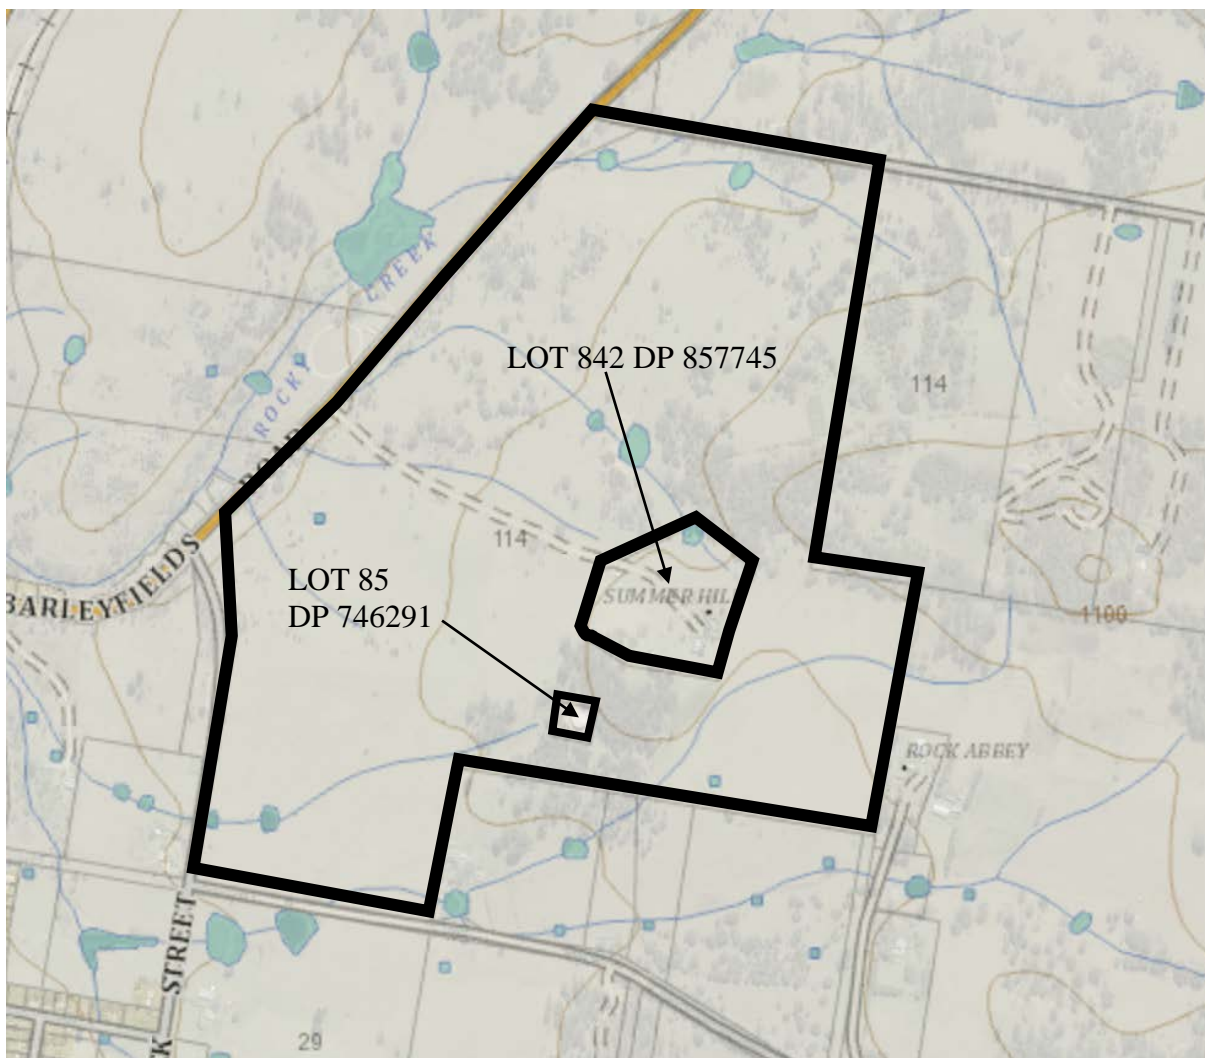 CREEK
ROCKY
LOT 842 DP 857745
114
ROAD
114
BARLEYFIELDS
LOT 85
DP 746291
SUMMER HIL
1100
ROCK ABBEY
STREET
K
29